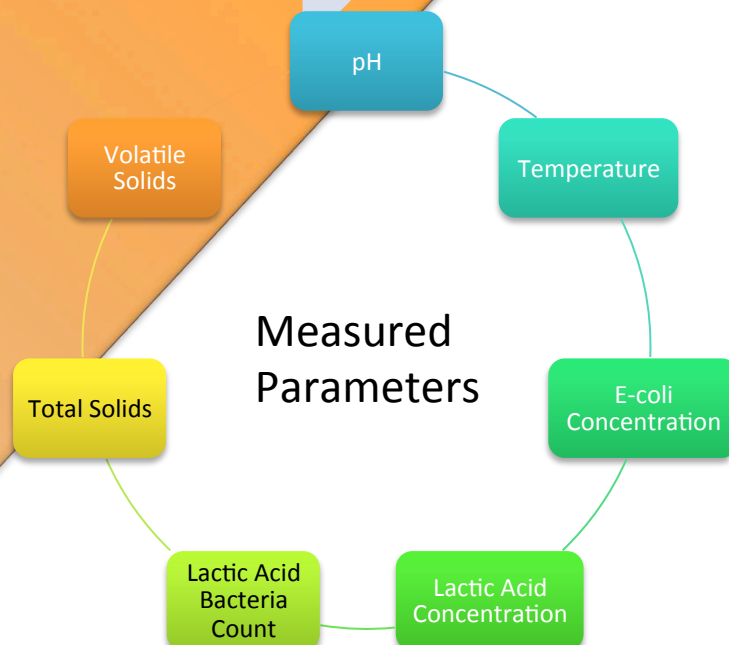 pH
Temperature
E-coli
Concentration
Lactic Acid
Concentration
Lactic Acid
Bacteria
Count
Total Solids
Volatile
Solids
Measured
Parameters